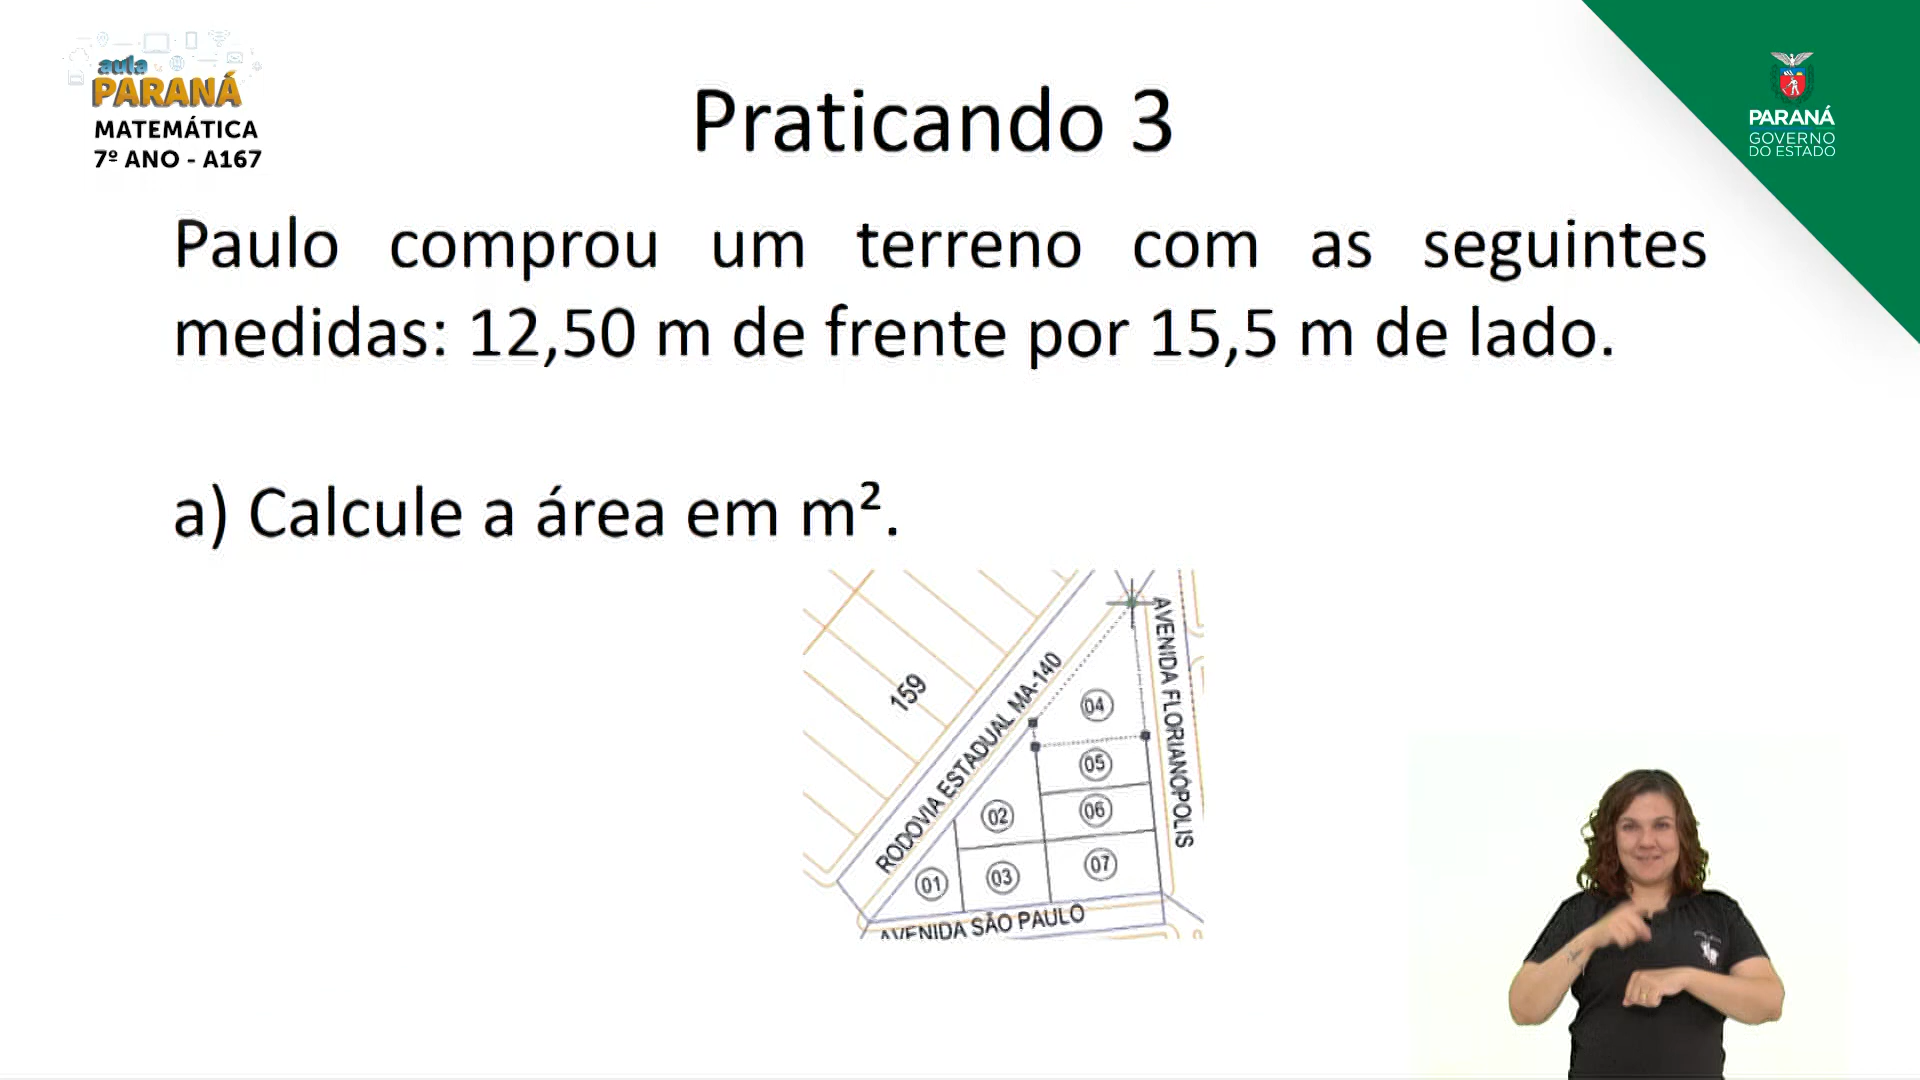 aula
PARANÁ
MATEMÁTICA
7º ANO - A167
Praticando 3
PARANÁ
GOVERNO
DO ESTADO
Paulo comprou um terreno com as seguintes
medidas: 12,50 m de frente por 15,5 m de lado.
a) Calcule a área em m².
159
RODOVIA ESTADUAL MA-140
AVENIDA FLORIANÓPOLIS
04
05
02
06
01
03
07
AVENIDA SÃO PAULO